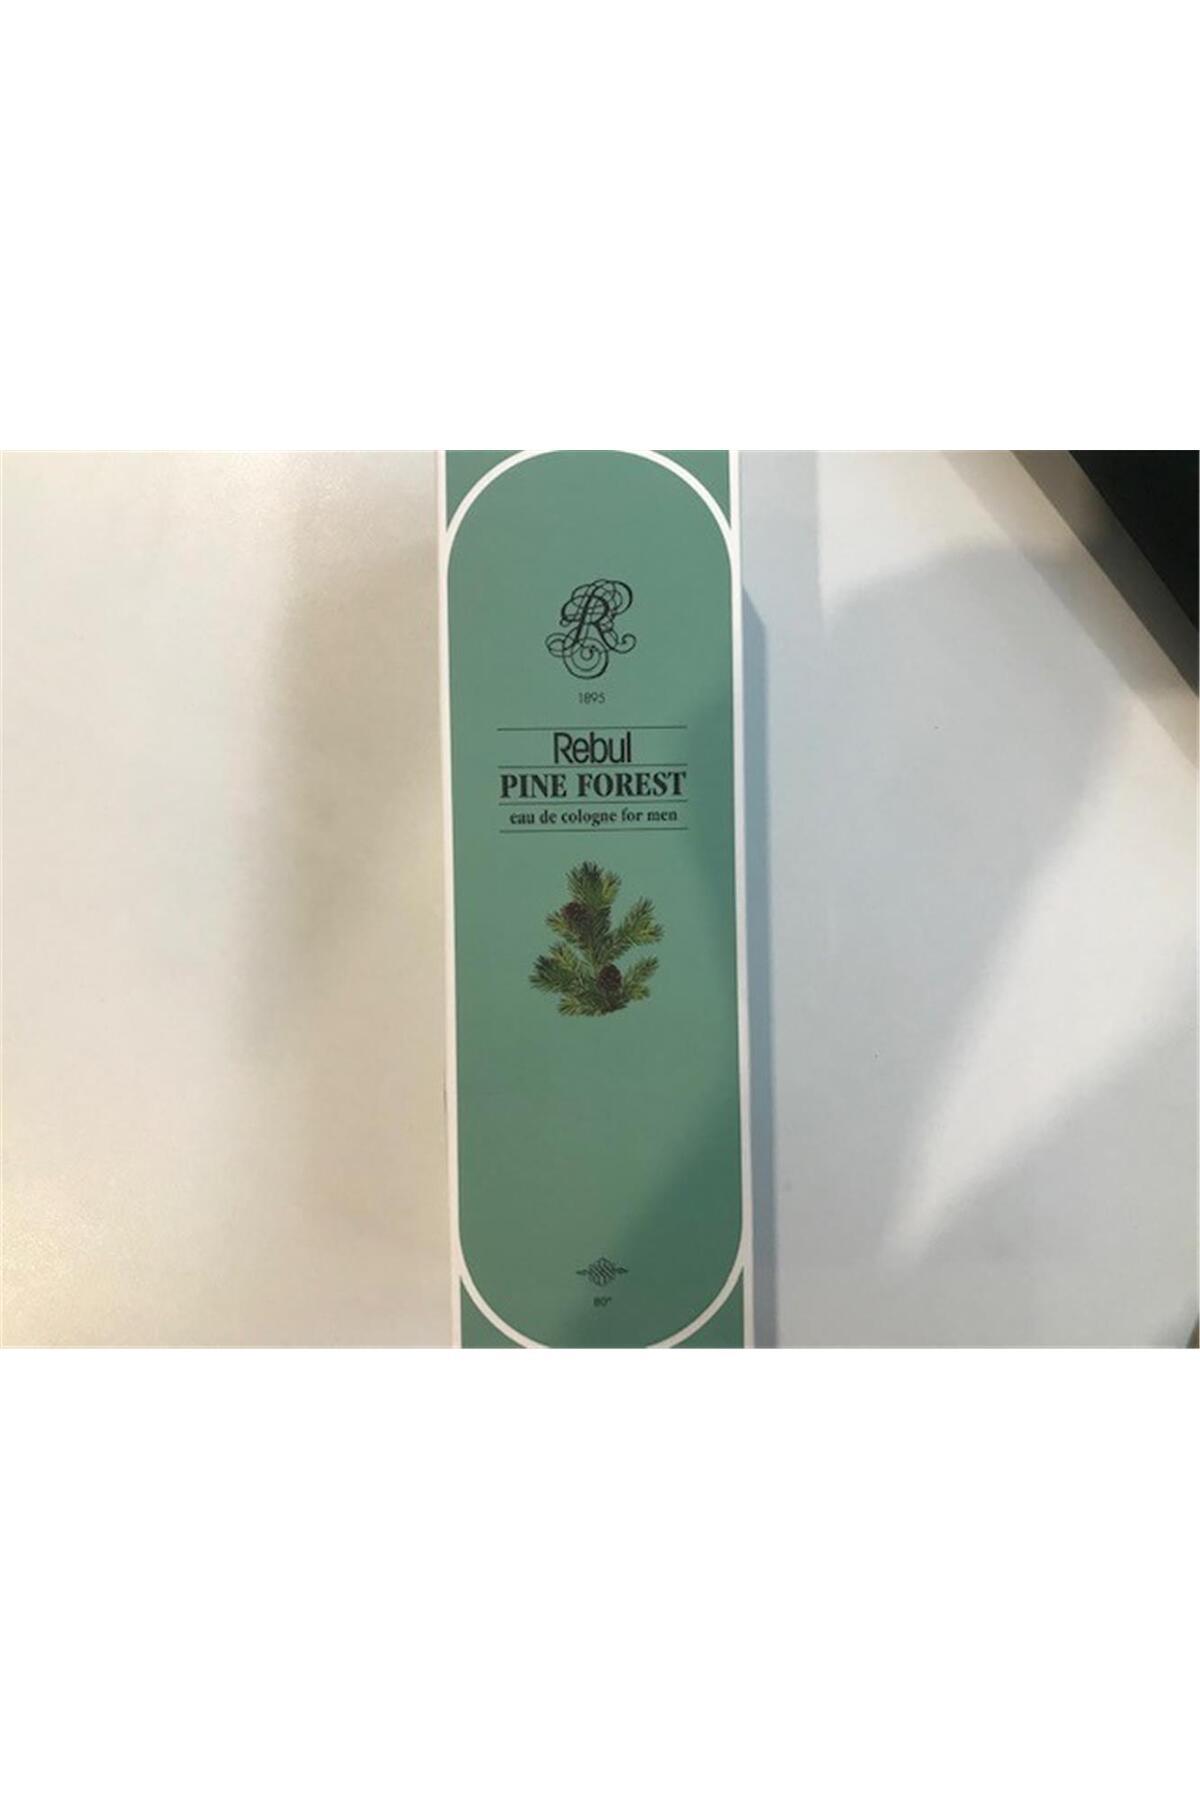 R
1895
Rebul
PINE FOREST
eau de cologne for men
80°